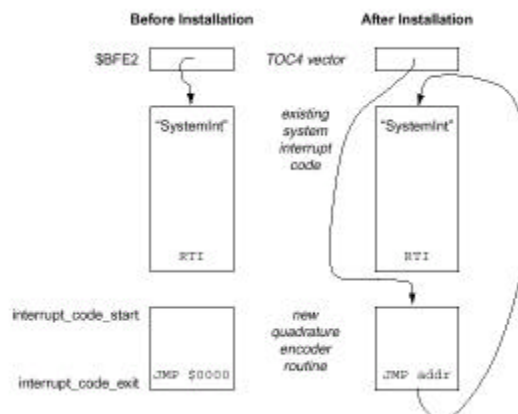 Before Installation
After Installation
$BFE2
TOC4 vector
"SystemInt"
existing
system
interrupt
code
"SystemInt"
RTI
RTI
interrupt_code_start
new
quadrature
encoder
routine
JMP $0000
JMP addr
interrupt_code_exit